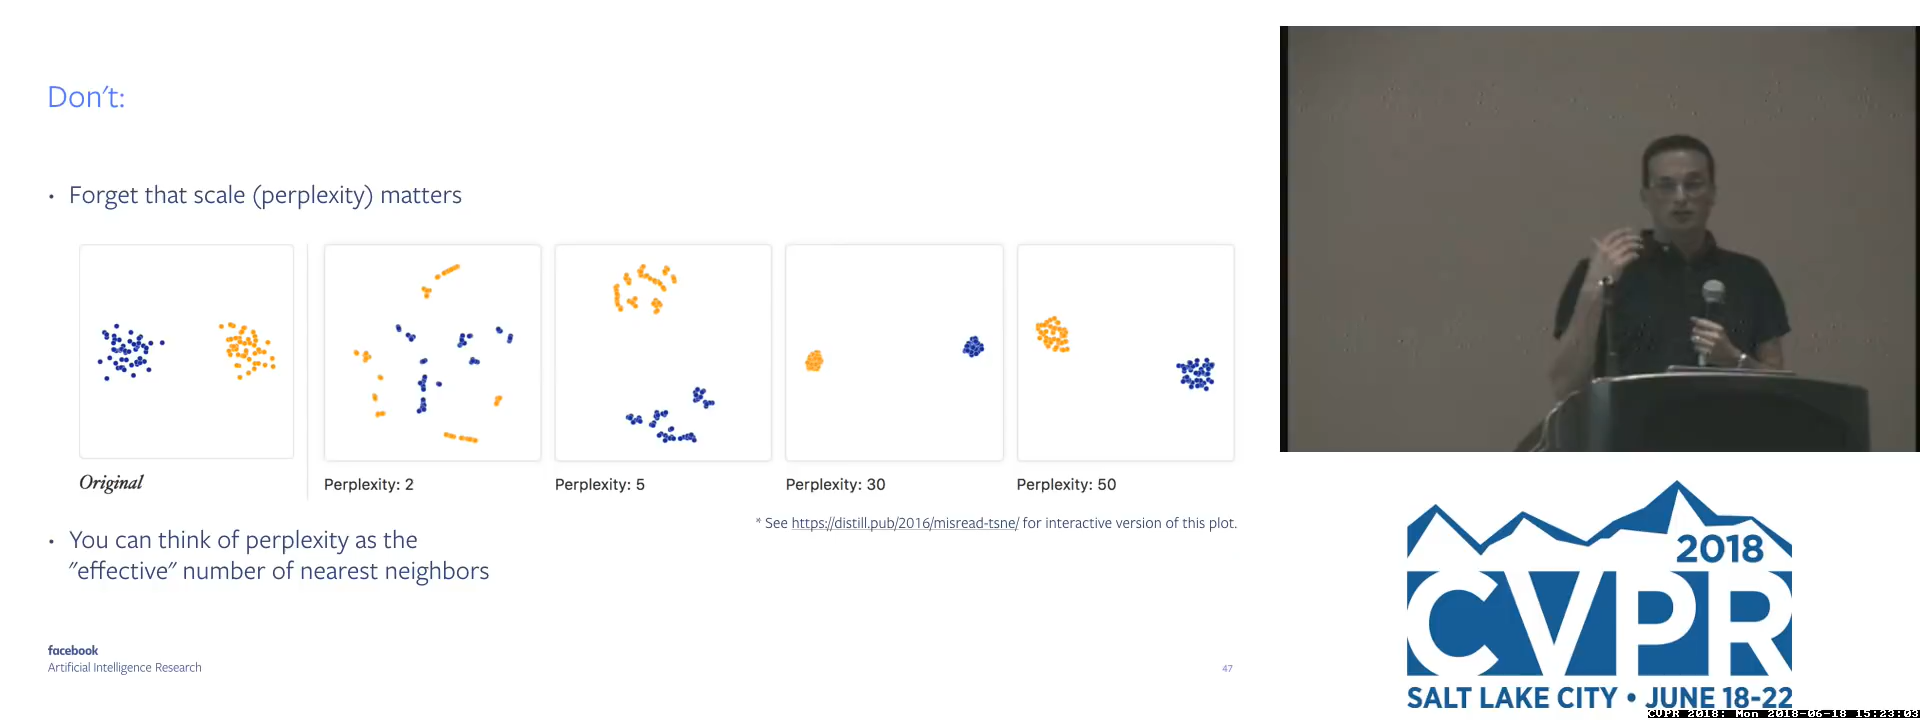 Don't:
• Forget that scale (perplexity) matters
Original
Perplexity: 2
Perplexity: 5
Perplexity: 30
Perplexity: 50
* See https://distill.pub/2016/misread-tsne/ for interactive version of this plot.
• You can think of perplexity as the
"effective" number of nearest neighbors
facebook
Artificial Intelligence Research
47
2018
CVPR
SALT LAKE CITY • JUNE 18-22
CVPR 2018: Mon 2018-06-18 15:23:03